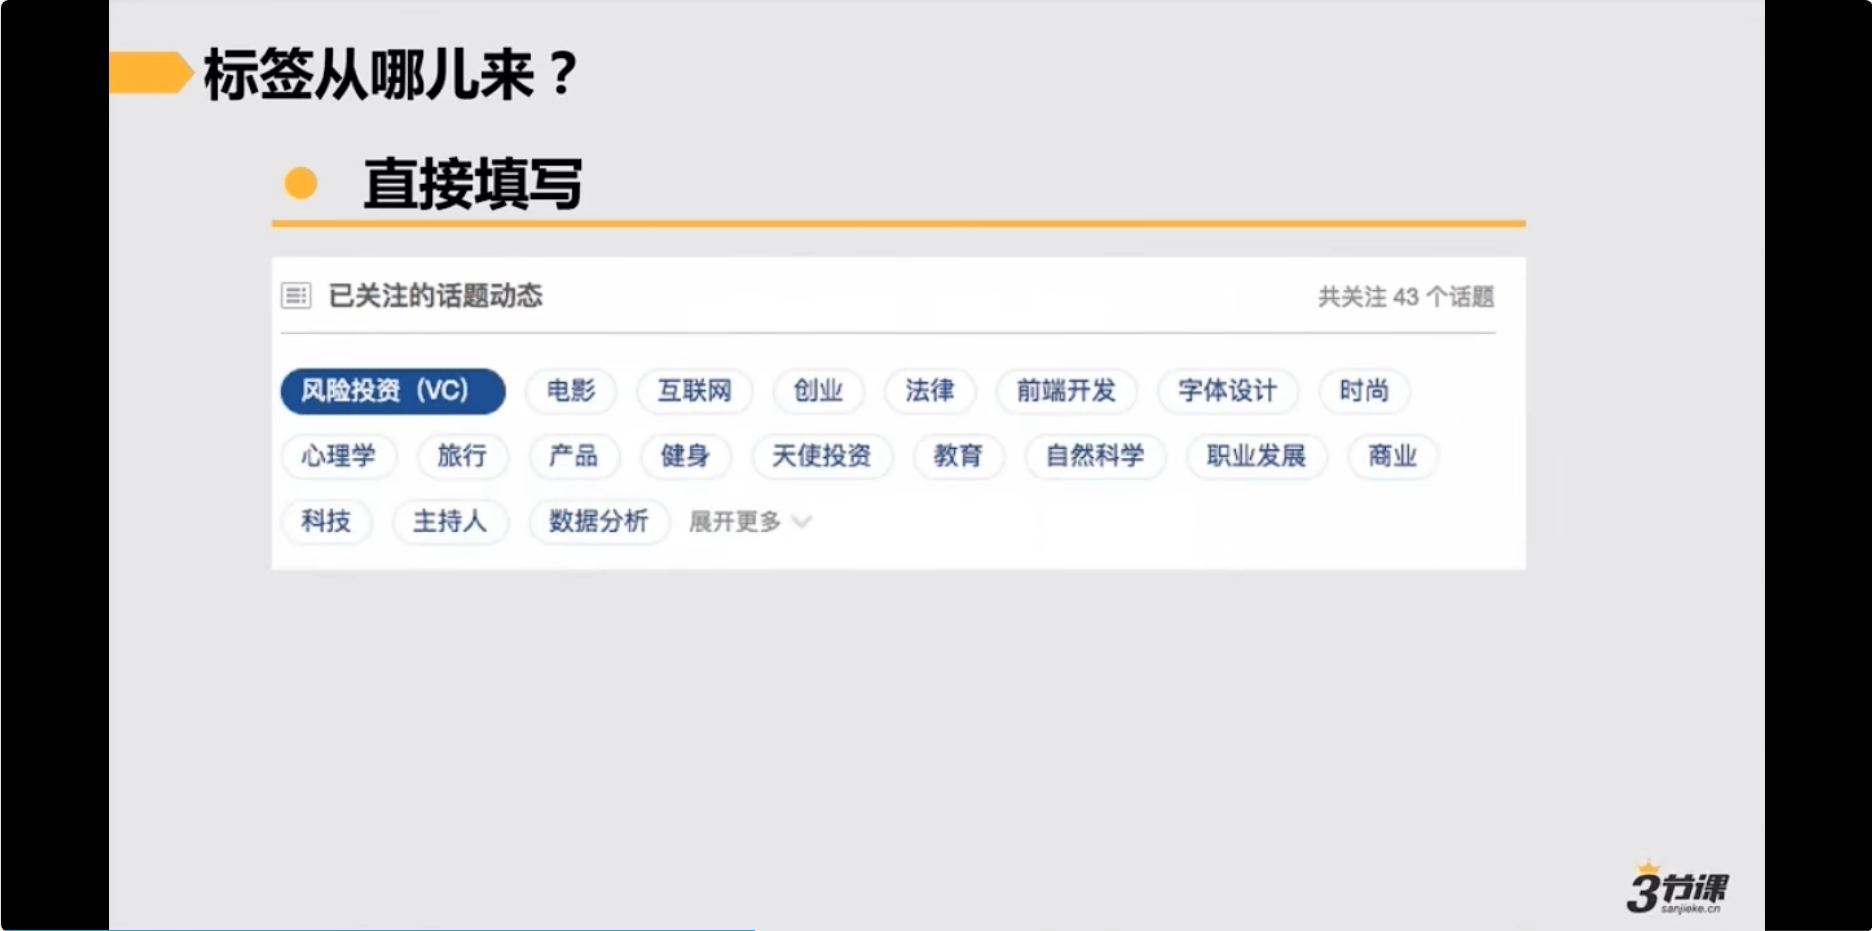 标签从哪儿来？
直接填写
已关注的话题动态 共关注 43 个话题
风险投资（VC） 电影 互联网 创业 法律 前端开发 字体设计 时尚
心理学 旅行 产品 健身 天使投资 教育 自然科学 职业发展 商业
科技 主持人 数据分析 展开更多
3节课
sanjieke.cn